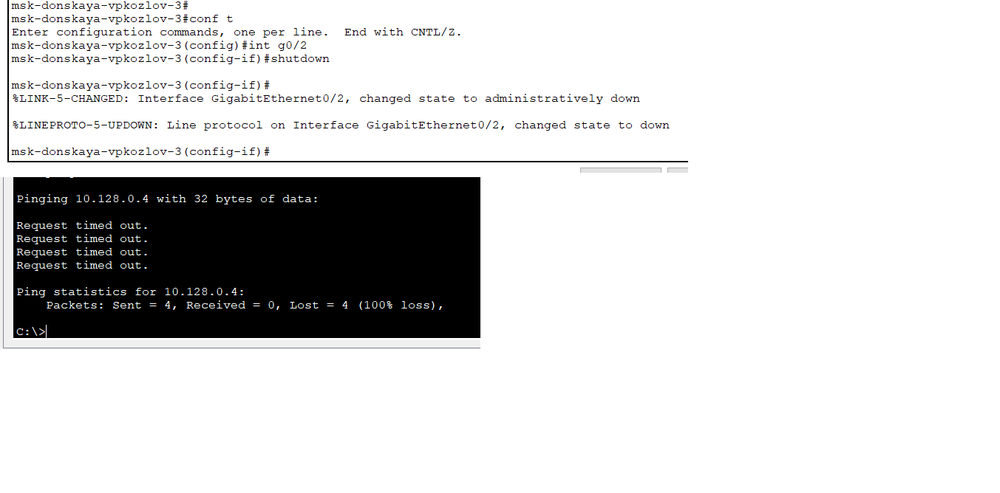 msk-donskaya-vpkozlov-3#
msk-donskaya-vpkozlov-3#conf t
Enter configuration commands, one per line.  End with CNTL/Z.
msk-donskaya-vpkozlov-3(config)#int g0/2
msk-donskaya-vpkozlov-3(config-if)#shutdown
msk-donskaya-vpkozlov-3(config-if)#
%LINK-5-CHANGED: Interface GigabitEthernet0/2, changed state to administratively down
%LINEPROTO-5-UPDOWN: Line protocol on Interface GigabitEthernet0/2, changed state to down
msk-donskaya-vpkozlov-3(config-if)#
Pinging 10.128.0.4 with 32 bytes of data:
Request timed out.
Request timed out.
Request timed out.
Request timed out.
Ping statistics for 10.128.0.4:
    Packets: Sent = 4, Received = 0, Lost = 4 (100% loss),
C:\>